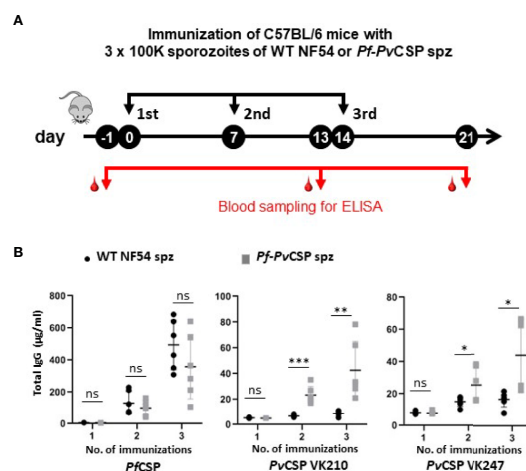 A
Immunization of C57BL/6 mice with
3 x 100K sporozoites of WT NF54 or Pf-PvCSP spz
1st 2nd 3rd
day -1 0 7 13 14 21
Blood sampling for ELISA
B
WT NF54 spz Pf-PvCSP spz
Total IgG (µg/ml)
800
600
400
200
0
ns ns ns
1 2 3
No. of immunizations
PfCSP
100
80
60
40
20
0
ns *** **
1 2 3
No. of immunizations
PvCSP VK210
80
60
40
20
0
ns * *
1 2 3
No. of immunizations
PvCSP VK247